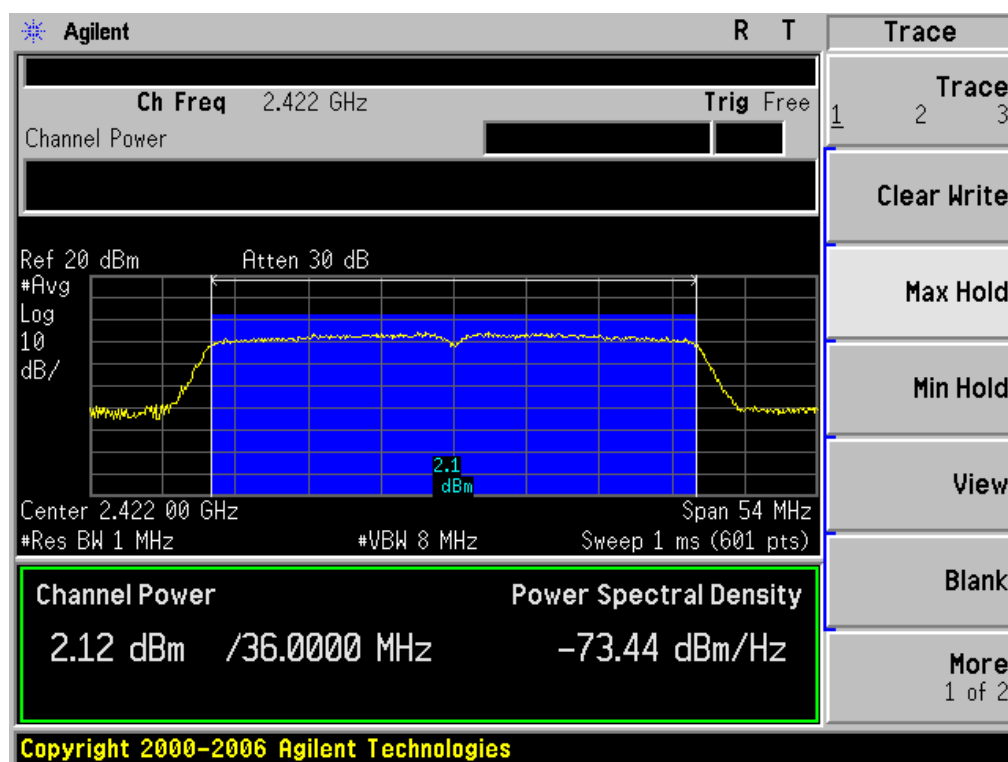 Agilent R T
Ch Freq 2.422 GHz Trig Free
Channel Power
Ref 20 dBm Atten 30 dB
#Avg
Log
10
dB/
2.1
dBm
Center 2.422 00 GHz Span 54 MHz
#Res BW 1 MHz #VBW 8 MHz Sweep 1 ms (601 pts)
Channel Power Power Spectral Density
2.12 dBm /36.0000 MHz -73.44 dBm/Hz
Copyright 2000-2006 Agilent Technologies
Trace
Trace
1 2 3
Clear Write
Max Hold
Min Hold
View
Blank
More
1 of 2